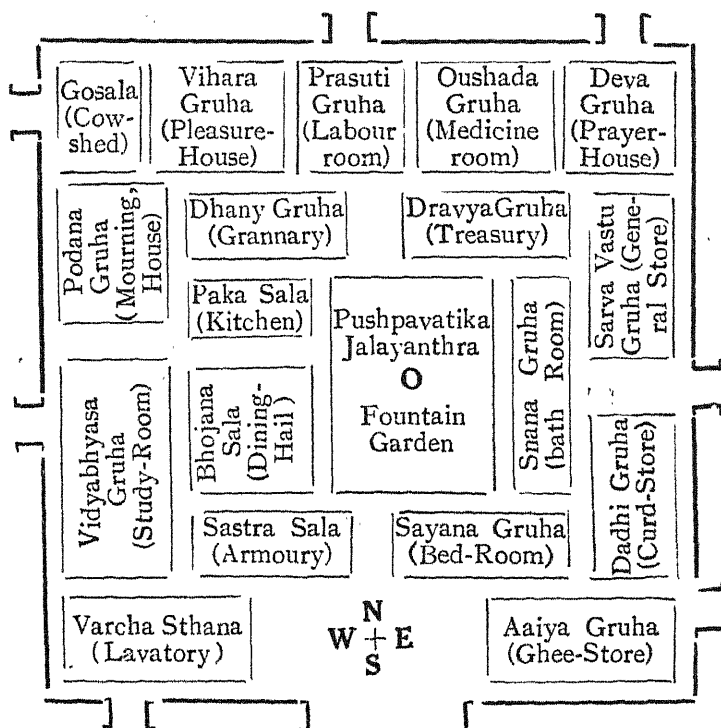 Gosala
(Cow-
shed)
Vihara
Gruha
(Pleasure-
House)
Prasuti
Gruha
(Labour
room)
Oushada
Gruha
(Medicine
room)
Deva
Gruha
(Prayer-
House)
Podana
Gruha
(Mourning,
House)
Dhany Gruha
(Grannary)
DravyaGruha
(Treasury)
Sarva Vastu
Gruha (Gene-
ral Store)
Paka Sala
(Kitchen)
Pushpavatika
Jalayanthra
O
Fountain
Garden
Snana Gruha
(bath Room)
Vidyabhyasa
Gruha
(Study-Room)
Bhojana
Sala
(Dining-
Hail)
Dadhi Gruha
(Curd-Store)
Sastra Sala
(Armoury)
Sayana Gruha
(Bed-Room)
Varcha Sthana
(Lavatory)
N
W + E
S
Aaiya Gruha
(Ghee-Store)